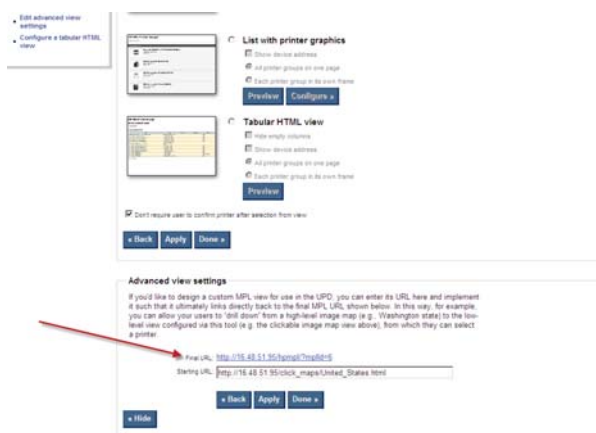 Edit advanced view
settings
Configure a tabular HTML
view
List with printer graphics
Show device address
All printer groups on one page
Each printer group in its own frame
Preview
Configure »
Tabular HTML view
Hide empty columns
Show device address
All printer groups on one page
Each printer group in its own frame
Preview
Don't require user to confirm printer after selection from view
« Back
Apply
Done »
Advanced view settings
If you'd like to design a custom MPL view for use in the UPD, you can enter its URL here and implement
it such that it ultimately links directly back to the final MPL URL shown below. In this way, for example,
you can allow your users to 'drill down' from a high-level image map (e.g., Washington state) to the low-
level view configured via this tool (e.g. the clickable image map view above), from which they can select
a printer.
Final URL: http://16.48.51.95/hpmpl/?mplId=6
Starting URL: http://16.48.51.95/click_maps/United_States.html
« Back
Apply
Done »
« Hide